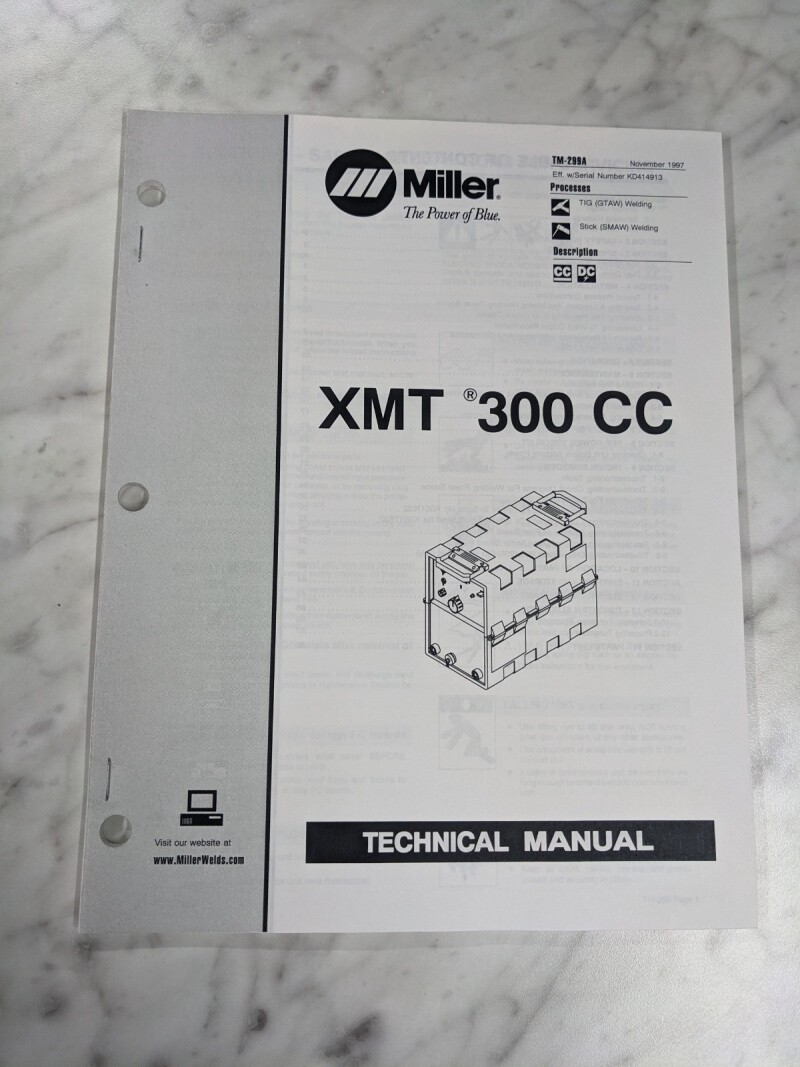 Miller®
The Power of Blue.
TM-299A November 1997
Eff. w/Serial Number KD414913
Processes
TIG (GTAW) Welding
Stick (SMAW) Welding
Description
CC DC
XMT ® 300 CC
TECHNICAL MANUAL
Visit our website at
www.MillerWelds.com